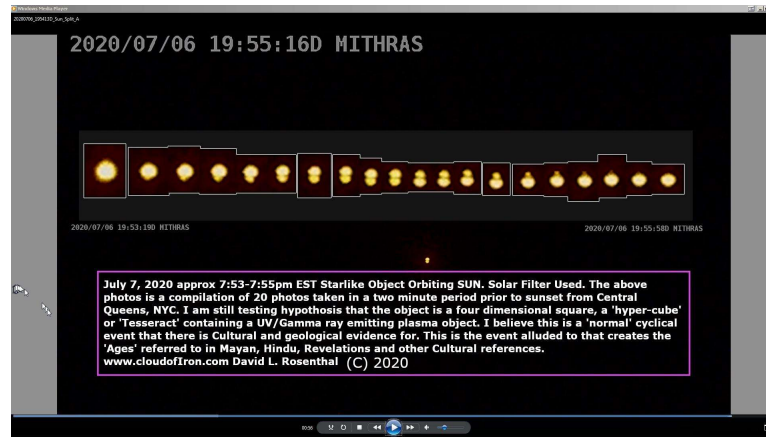 Windows Media Player
20200706_195413D_Sun_Split_A
2020/07/06 19:55:16D MITHRAS
2020/07/06 19:53:19D MITHRAS
2020/07/06 19:55:58D MITHRAS
July 7, 2020 approx 7:53-7:55pm EST Starlike Object Orbiting SUN. Solar Filter Used. The above
photos is a compilation of 20 photos taken in a two minute period prior to sunset from Central
Queens, NYC. I am still testing hypothosis that the object is a four dimensional square, a 'hyper-cube'
or 'Tesseract' containing a UV/Gamma ray emitting plasma object. I believe this is a 'normal' cyclical
event that there is Cultural and geological evidence for. This is the event alluded to that creates the
'Ages' referred to in Mayan, Hindu, Revelations and other Cultural references.
www.cloudofIron.com David L. Rosenthal (C) 2020
00:56